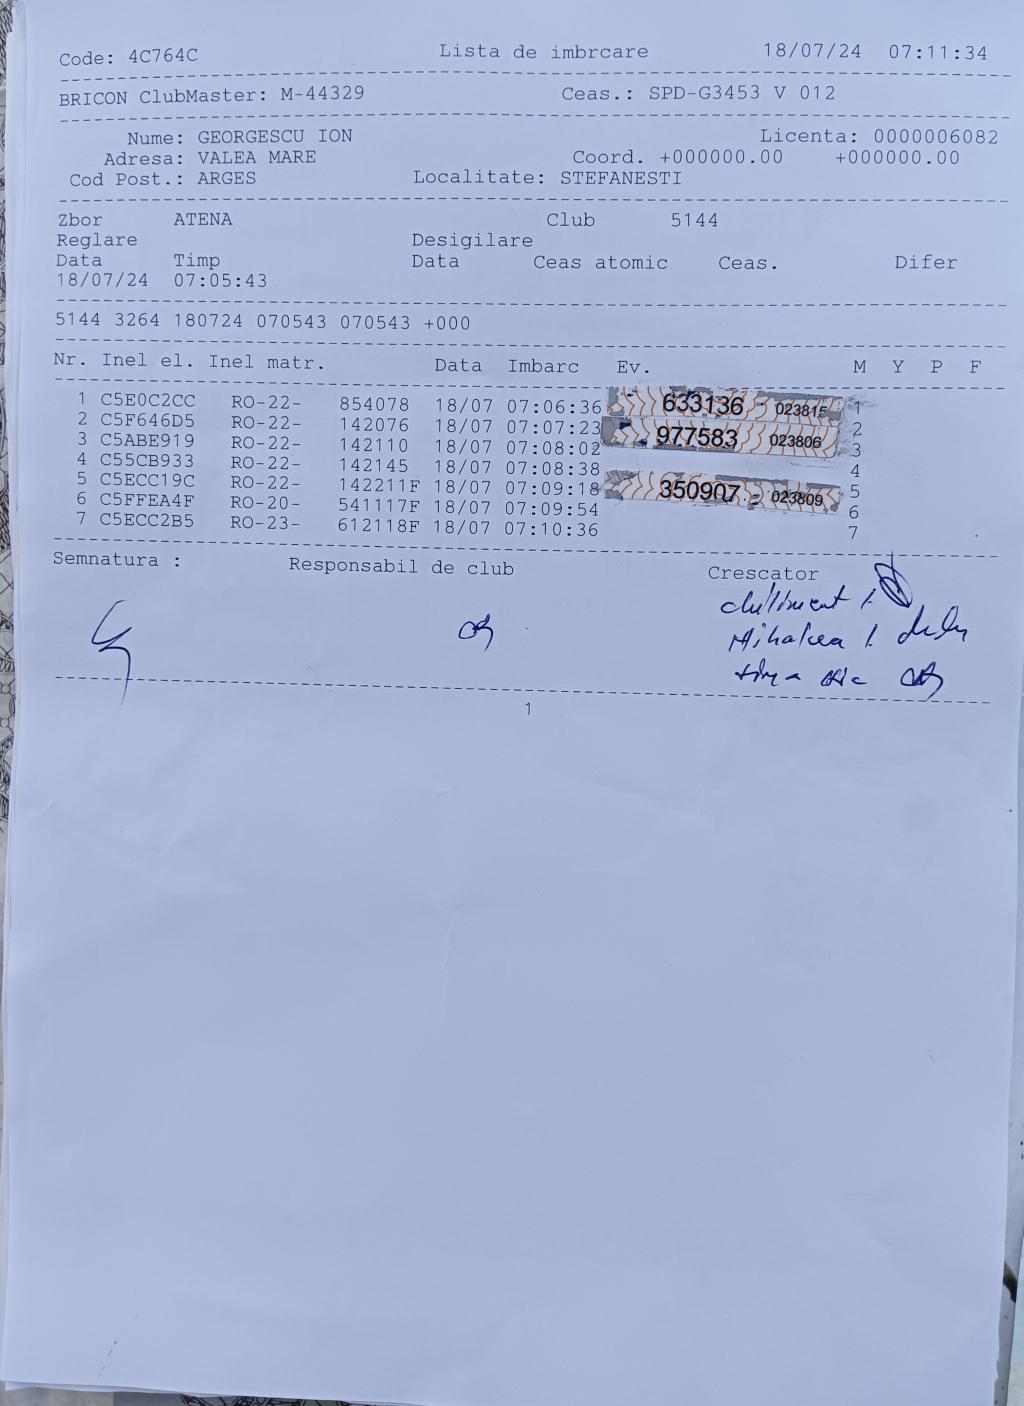 Code: 4C764C Lista de imbrcare 18/07/24 07:11:34
BRICON ClubMaster: M-44329 Ceas.: SPD-G3453 V 012
Nume: GEORGESCU ION Licenta: 0000006082
Adresa: VALEA MARE Coord. +000000.00 +000000.00
Cod Post.: ARGES Localitate: STEFANESTI
Zbor ATENA Club 5144
Reglare Desigilare
Data Timp Data Ceas atomic Ceas. Difer
18/07/24 07:05:43
5144 3264 180724 070543 070543 +000
Nr. Inel el. Inel matr. Data Imbarc Ev. M Y P F
1 C5E0C2CC RO-22- 854078 18/07 07:06:36 633136 023815 1
2 C5F646D5 RO-22- 142076 18/07 07:07:23 977583 023806 2
3 C5ABE919 RO-22- 142110 18/07 07:08:02 3
4 C55CB933 RO-22- 142145 18/07 07:08:38 4
5 C5ECC19C RO-22- 142211F 18/07 07:09:18 350907 023809 5
6 C5FFEA4F RO-20- 541117F 18/07 07:09:54 6
7 C5ECC2B5 RO-23- 612118F 18/07 07:10:36 7
Semnatura : Responsabil de club Crescator
Mihalcea I.
1